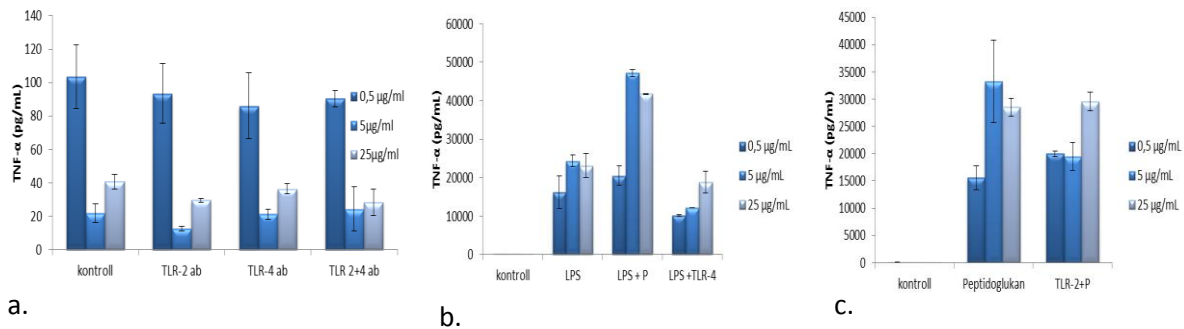 140
120
100
80
60
40
20
0
TNF-α (pg/mL)
kontroll TLR-2 ab TLR-4 ab TLR 2+4 ab
0,5 µg/ml
5µg/ml
25µg/ml
a.
60000
50000
40000
30000
20000
10000
0
TNF-α (pg/mL)
kontroll LPS LPS + P LPS +TLR-4
0,5 µg/mL
5 µg/mL
25 µg/mL
b.
45000
40000
35000
30000
25000
20000
15000
10000
5000
0
TNF-α (pg/mL)
kontroll Peptidoglukan TLR-2+P
0,5 µg/mL
5 µg/mL
25 µg/mL
c.